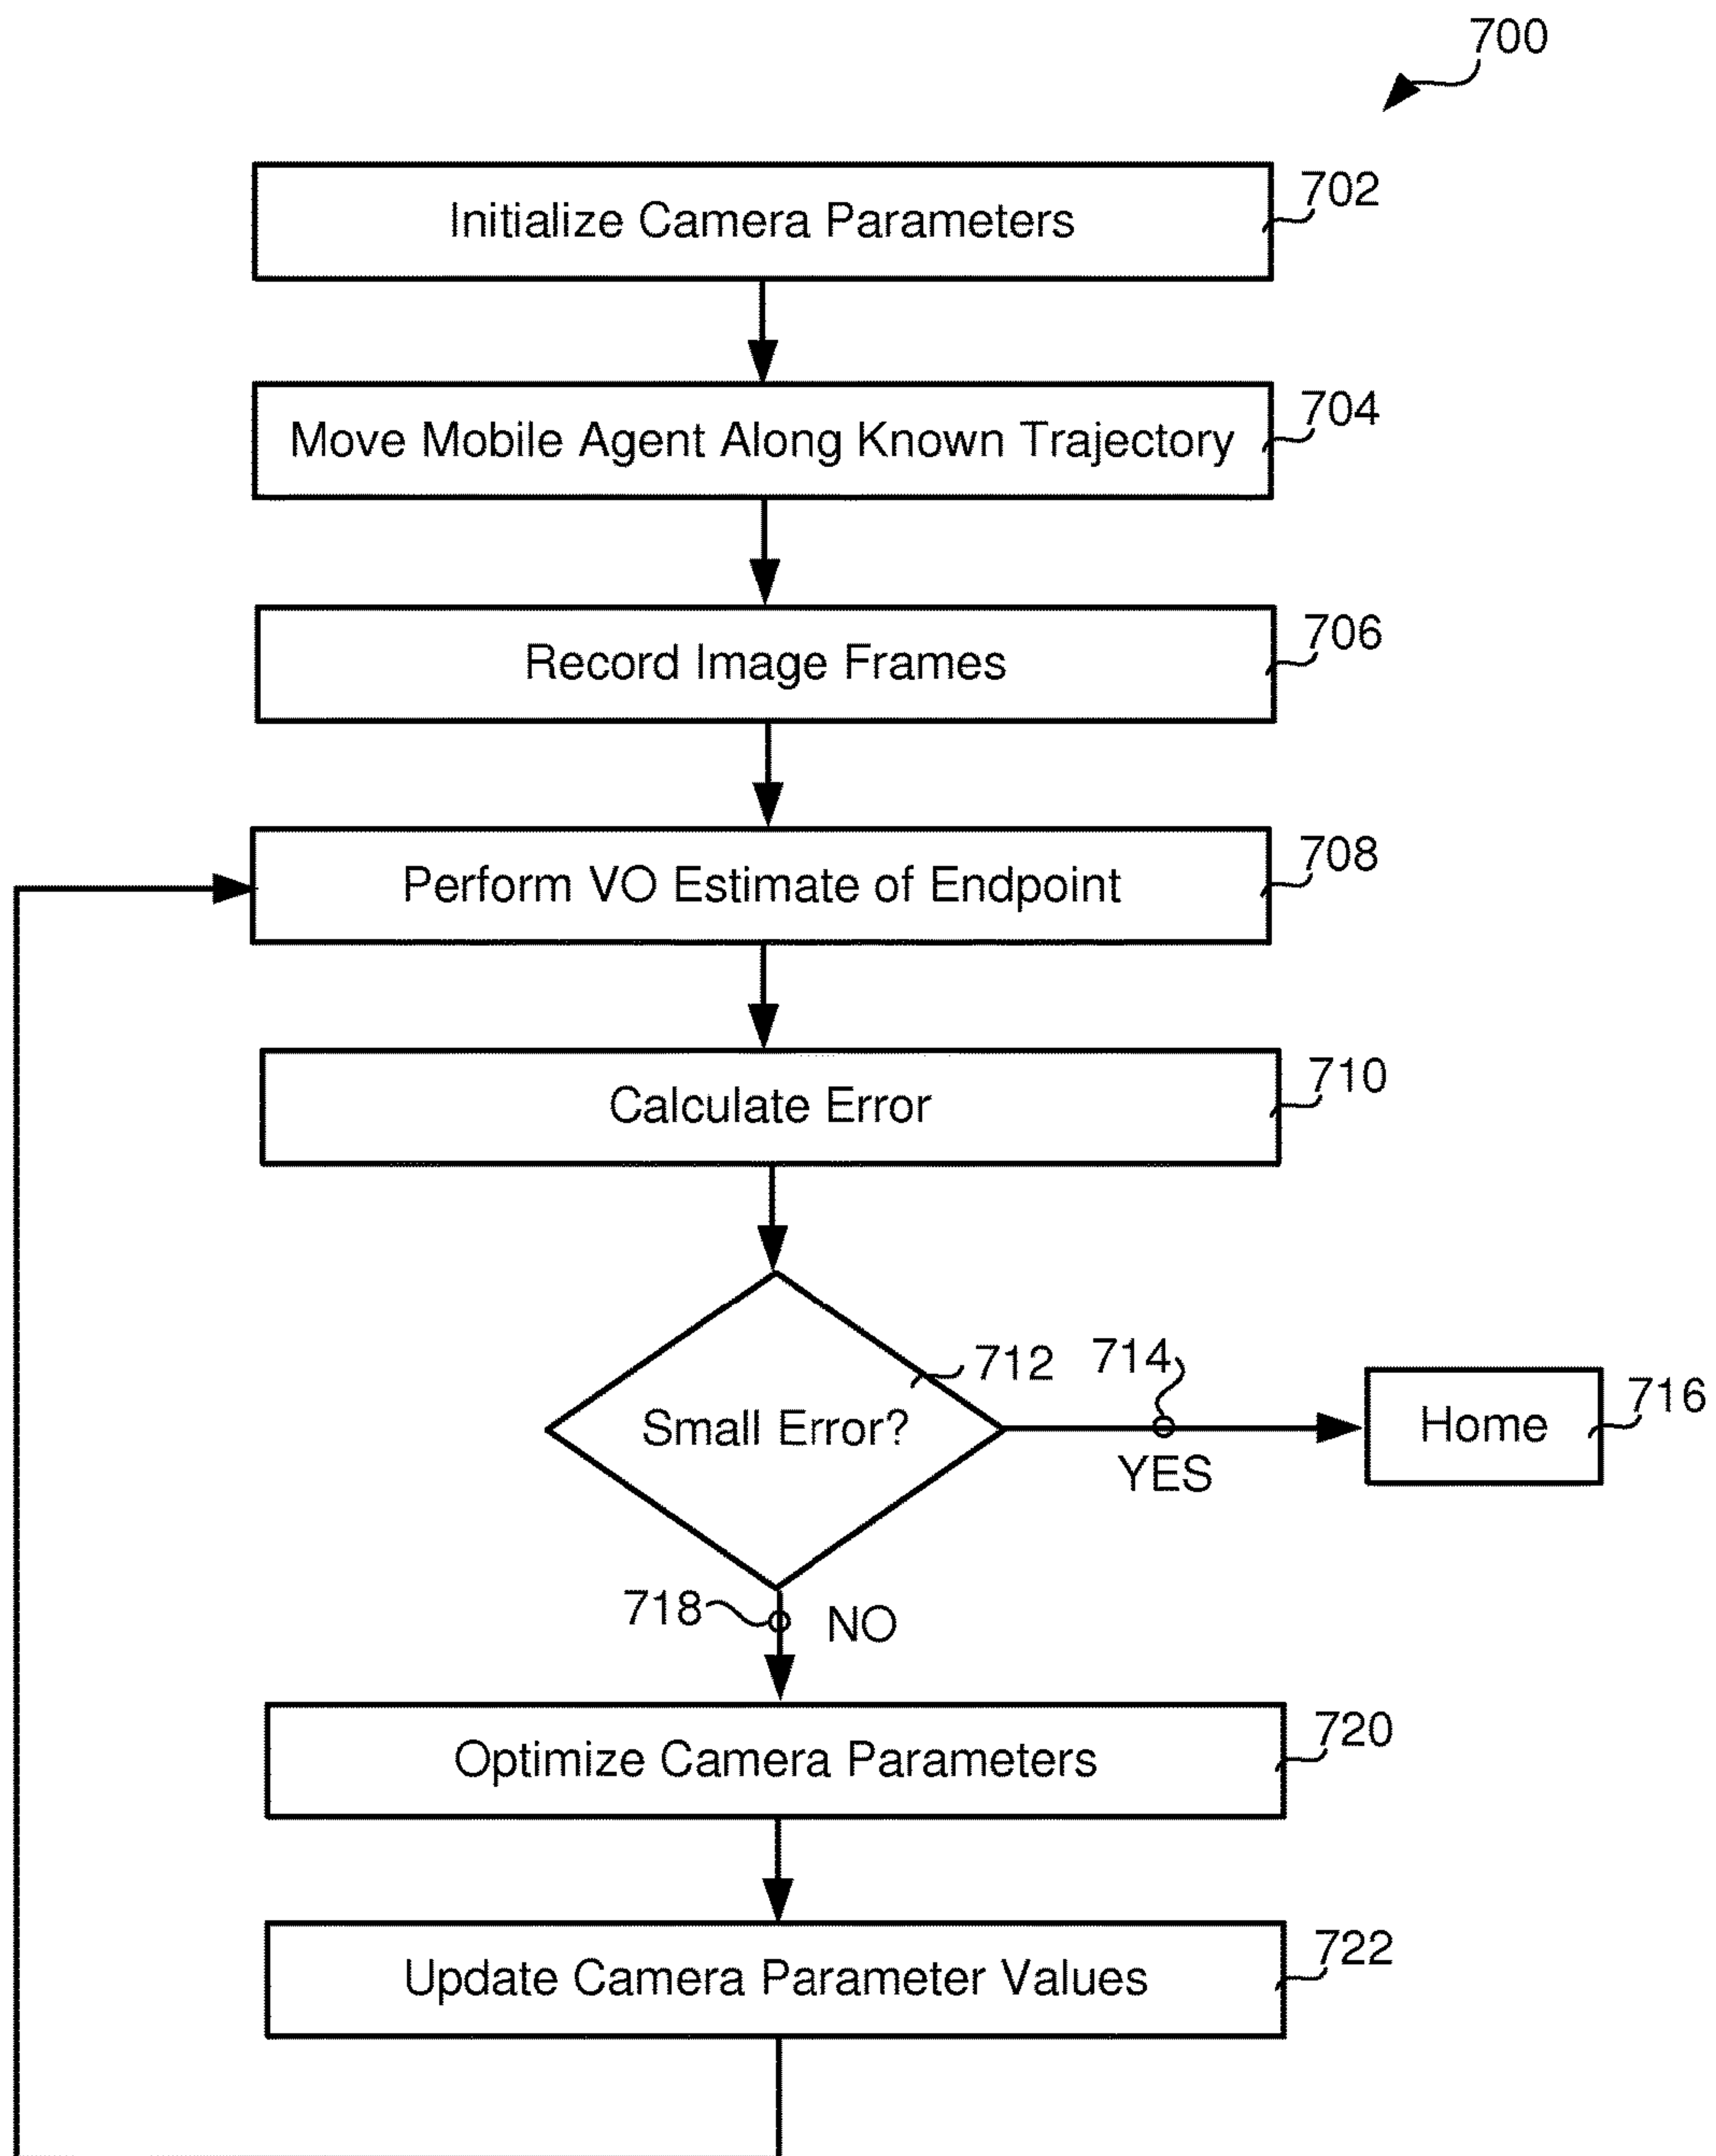 700
Initialize Camera Parameters
702
Move Mobile Agent Along Known Trajectory
704
Record Image Frames
706
Perform VO Estimate of Endpoint
708
Calculate Error
710
Small Error?
712
714
YES
Home
716
718
NO
Optimize Camera Parameters
720
Update Camera Parameter Values
722